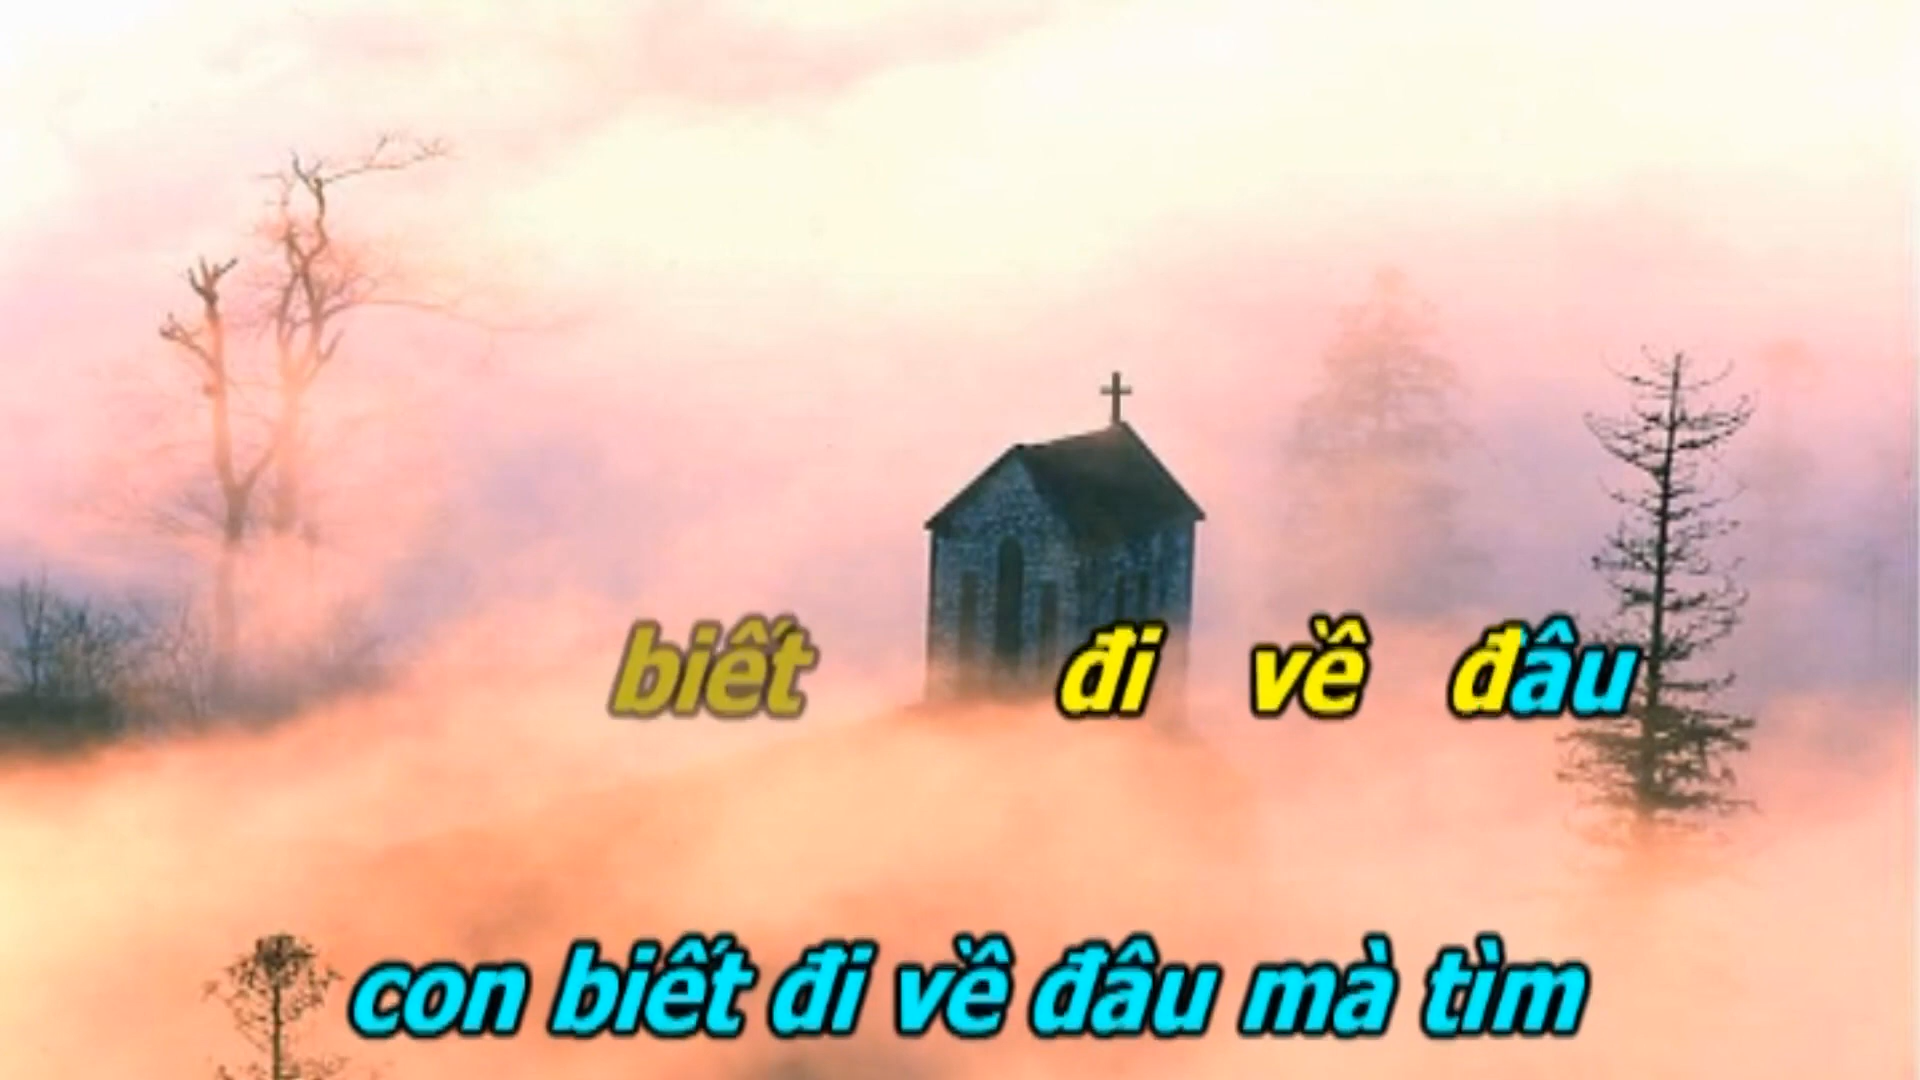 biết đi về đâu
con biết đi về đâu mà tìm